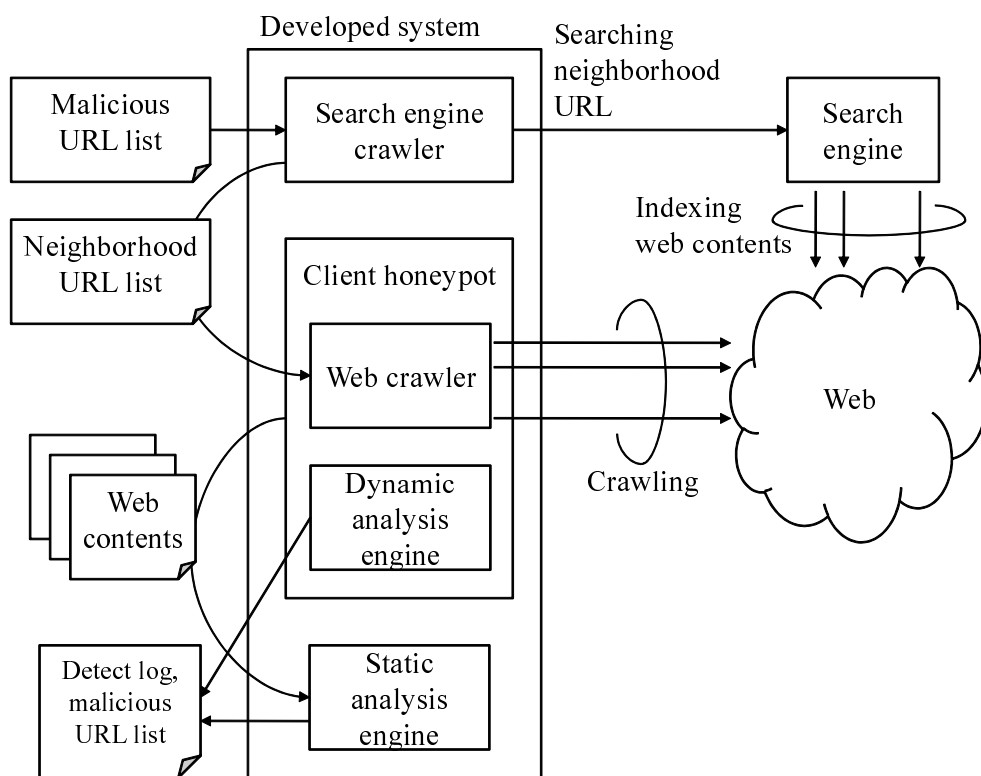 Developed system
Searching
neighborhood
URL
Malicious
URL list
Search engine
crawler
Search
engine
Neighborhood
URL list
Indexing
web contents
Client honeypot
Web crawler
Web
Crawling
Web
contents
Dynamic
analysis
engine
Detect log,
malicious
URL list
Static
analysis
engine